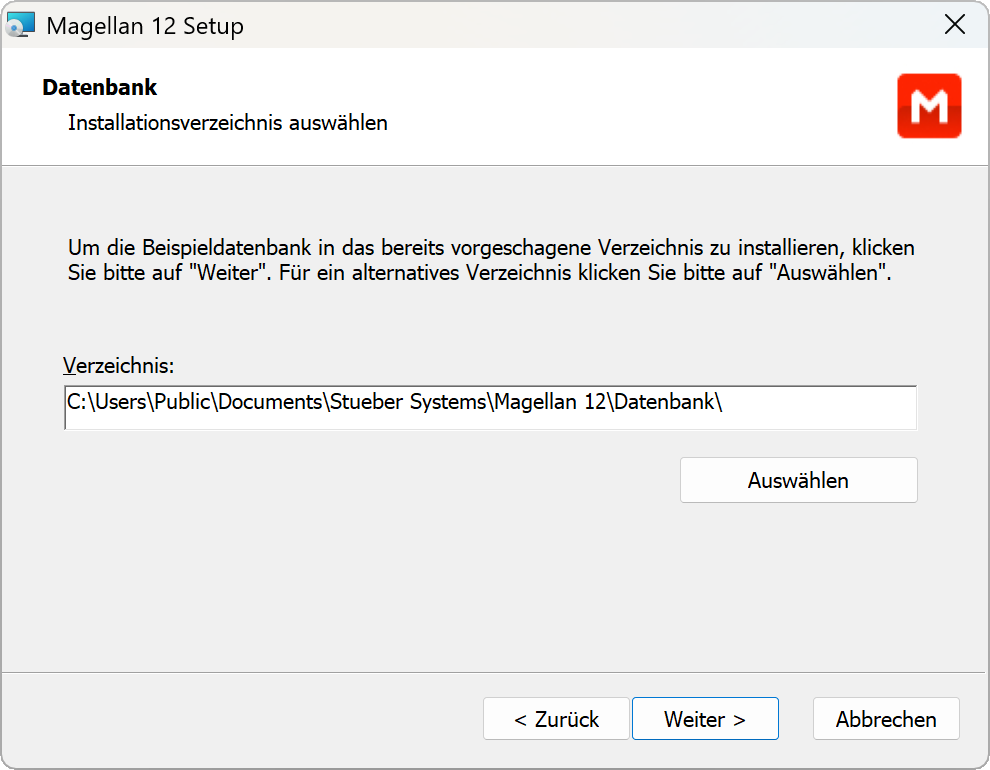 Magellan 12 Setup
Datenbank
Installationsverzeichnis auswählen
M
Um die Beispieldatenbank in das bereits vorgeschagene Verzeichnis zu installieren, klicken
Sie bitte auf "Weiter". Für ein alternatives Verzeichnis klicken Sie bitte auf "Auswählen".
Verzeichnis:
C:\Users\Public\Documents\Stueber Systems\Magellan 12\Datenbank\
Auswählen
< Zurück
Weiter >
Abbrechen